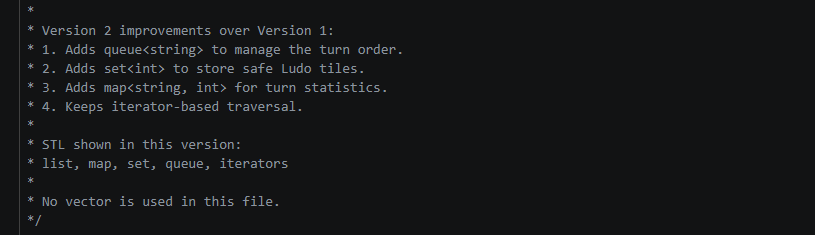 *
* Version 2 improvements over Version 1:
* 1. Adds queue<string> to manage the turn order.
* 2. Adds set<int> to store safe Ludo tiles.
* 3. Adds map<string, int> for turn statistics.
* 4. Keeps iterator-based traversal.
*
* STL shown in this version:
* list, map, set, queue, iterators
*
* No vector is used in this file.
*/